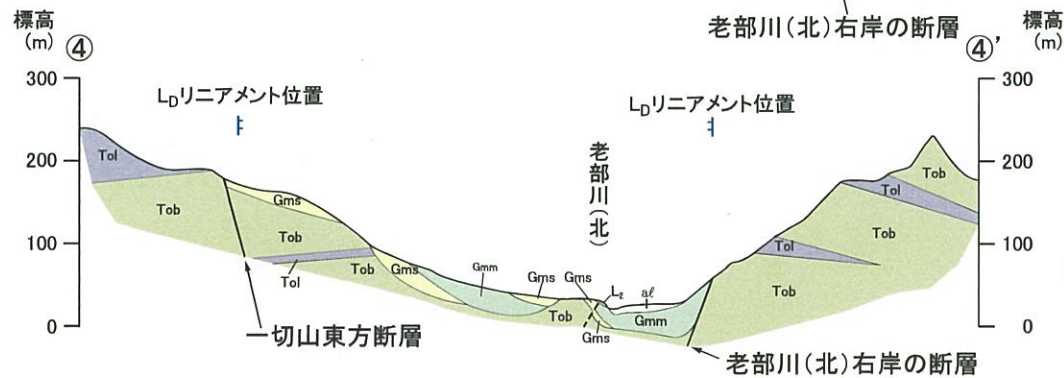 老部川(北)右岸の断層
標高
(m)
④
④'
標高
(m)
300
200
100
0
300
200
100
0
LDリニアメント位置
LDリニアメント位置
老部川(北)
Tol
Tob
Gms
Tob
Tol
Tob
Gms
Gmm
Gms
Tob
Gms
Gms
L2
aℓ
Gmm
Tol
Tob
Tol
Tob
Tob
一切山東方断層
老部川(北)右岸の断層